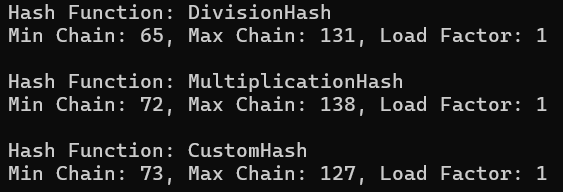 Hash Function: DivisionHash
Min Chain: 65, Max Chain: 131, Load Factor: 1
Hash Function: MultiplicationHash
Min Chain: 72, Max Chain: 138, Load Factor: 1
Hash Function: CustomHash
Min Chain: 73, Max Chain: 127, Load Factor: 1